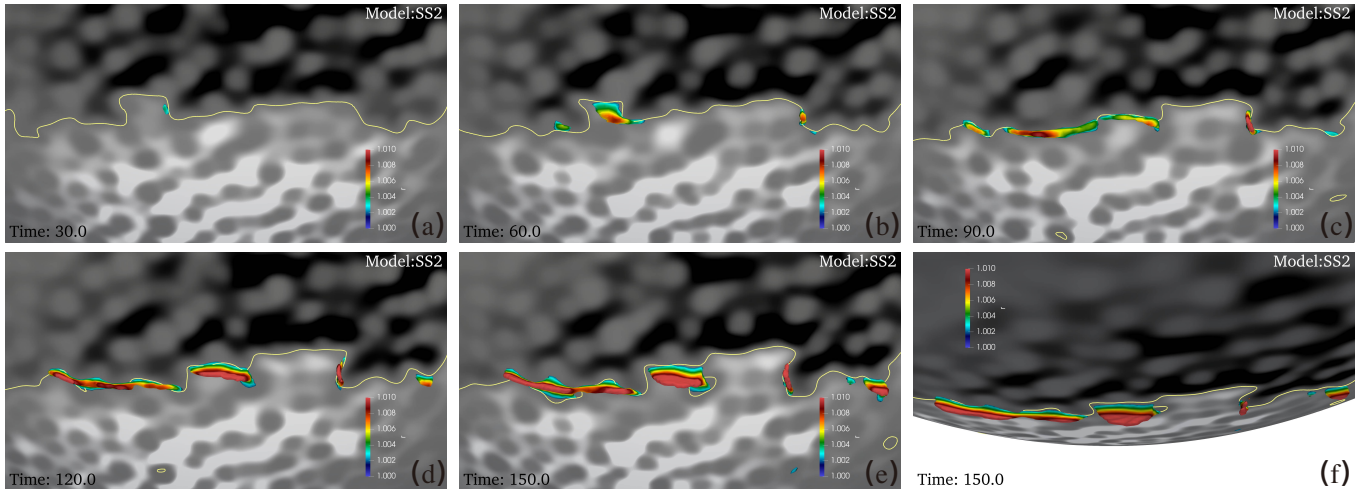 Model:SS2
1.010
1.008
1.006
r
1.004
1.002
1.000
Time: 30.0
(a)
Model:SS2
1.010
1.008
1.006
r
1.004
1.002
1.000
Time: 60.0
(b)
Model:SS2
1.010
1.008
1.006
r
1.004
1.002
1.000
Time: 90.0
(c)
Model:SS2
1.010
1.008
1.006
r
1.004
1.002
1.000
Time: 120.0
(d)
Model:SS2
1.010
1.008
1.006
r
1.004
1.002
1.000
Time: 150.0
(e)
Model:SS2
1.010
1.008
1.006
r
1.004
1.002
1.000
Time: 150.0
(f)